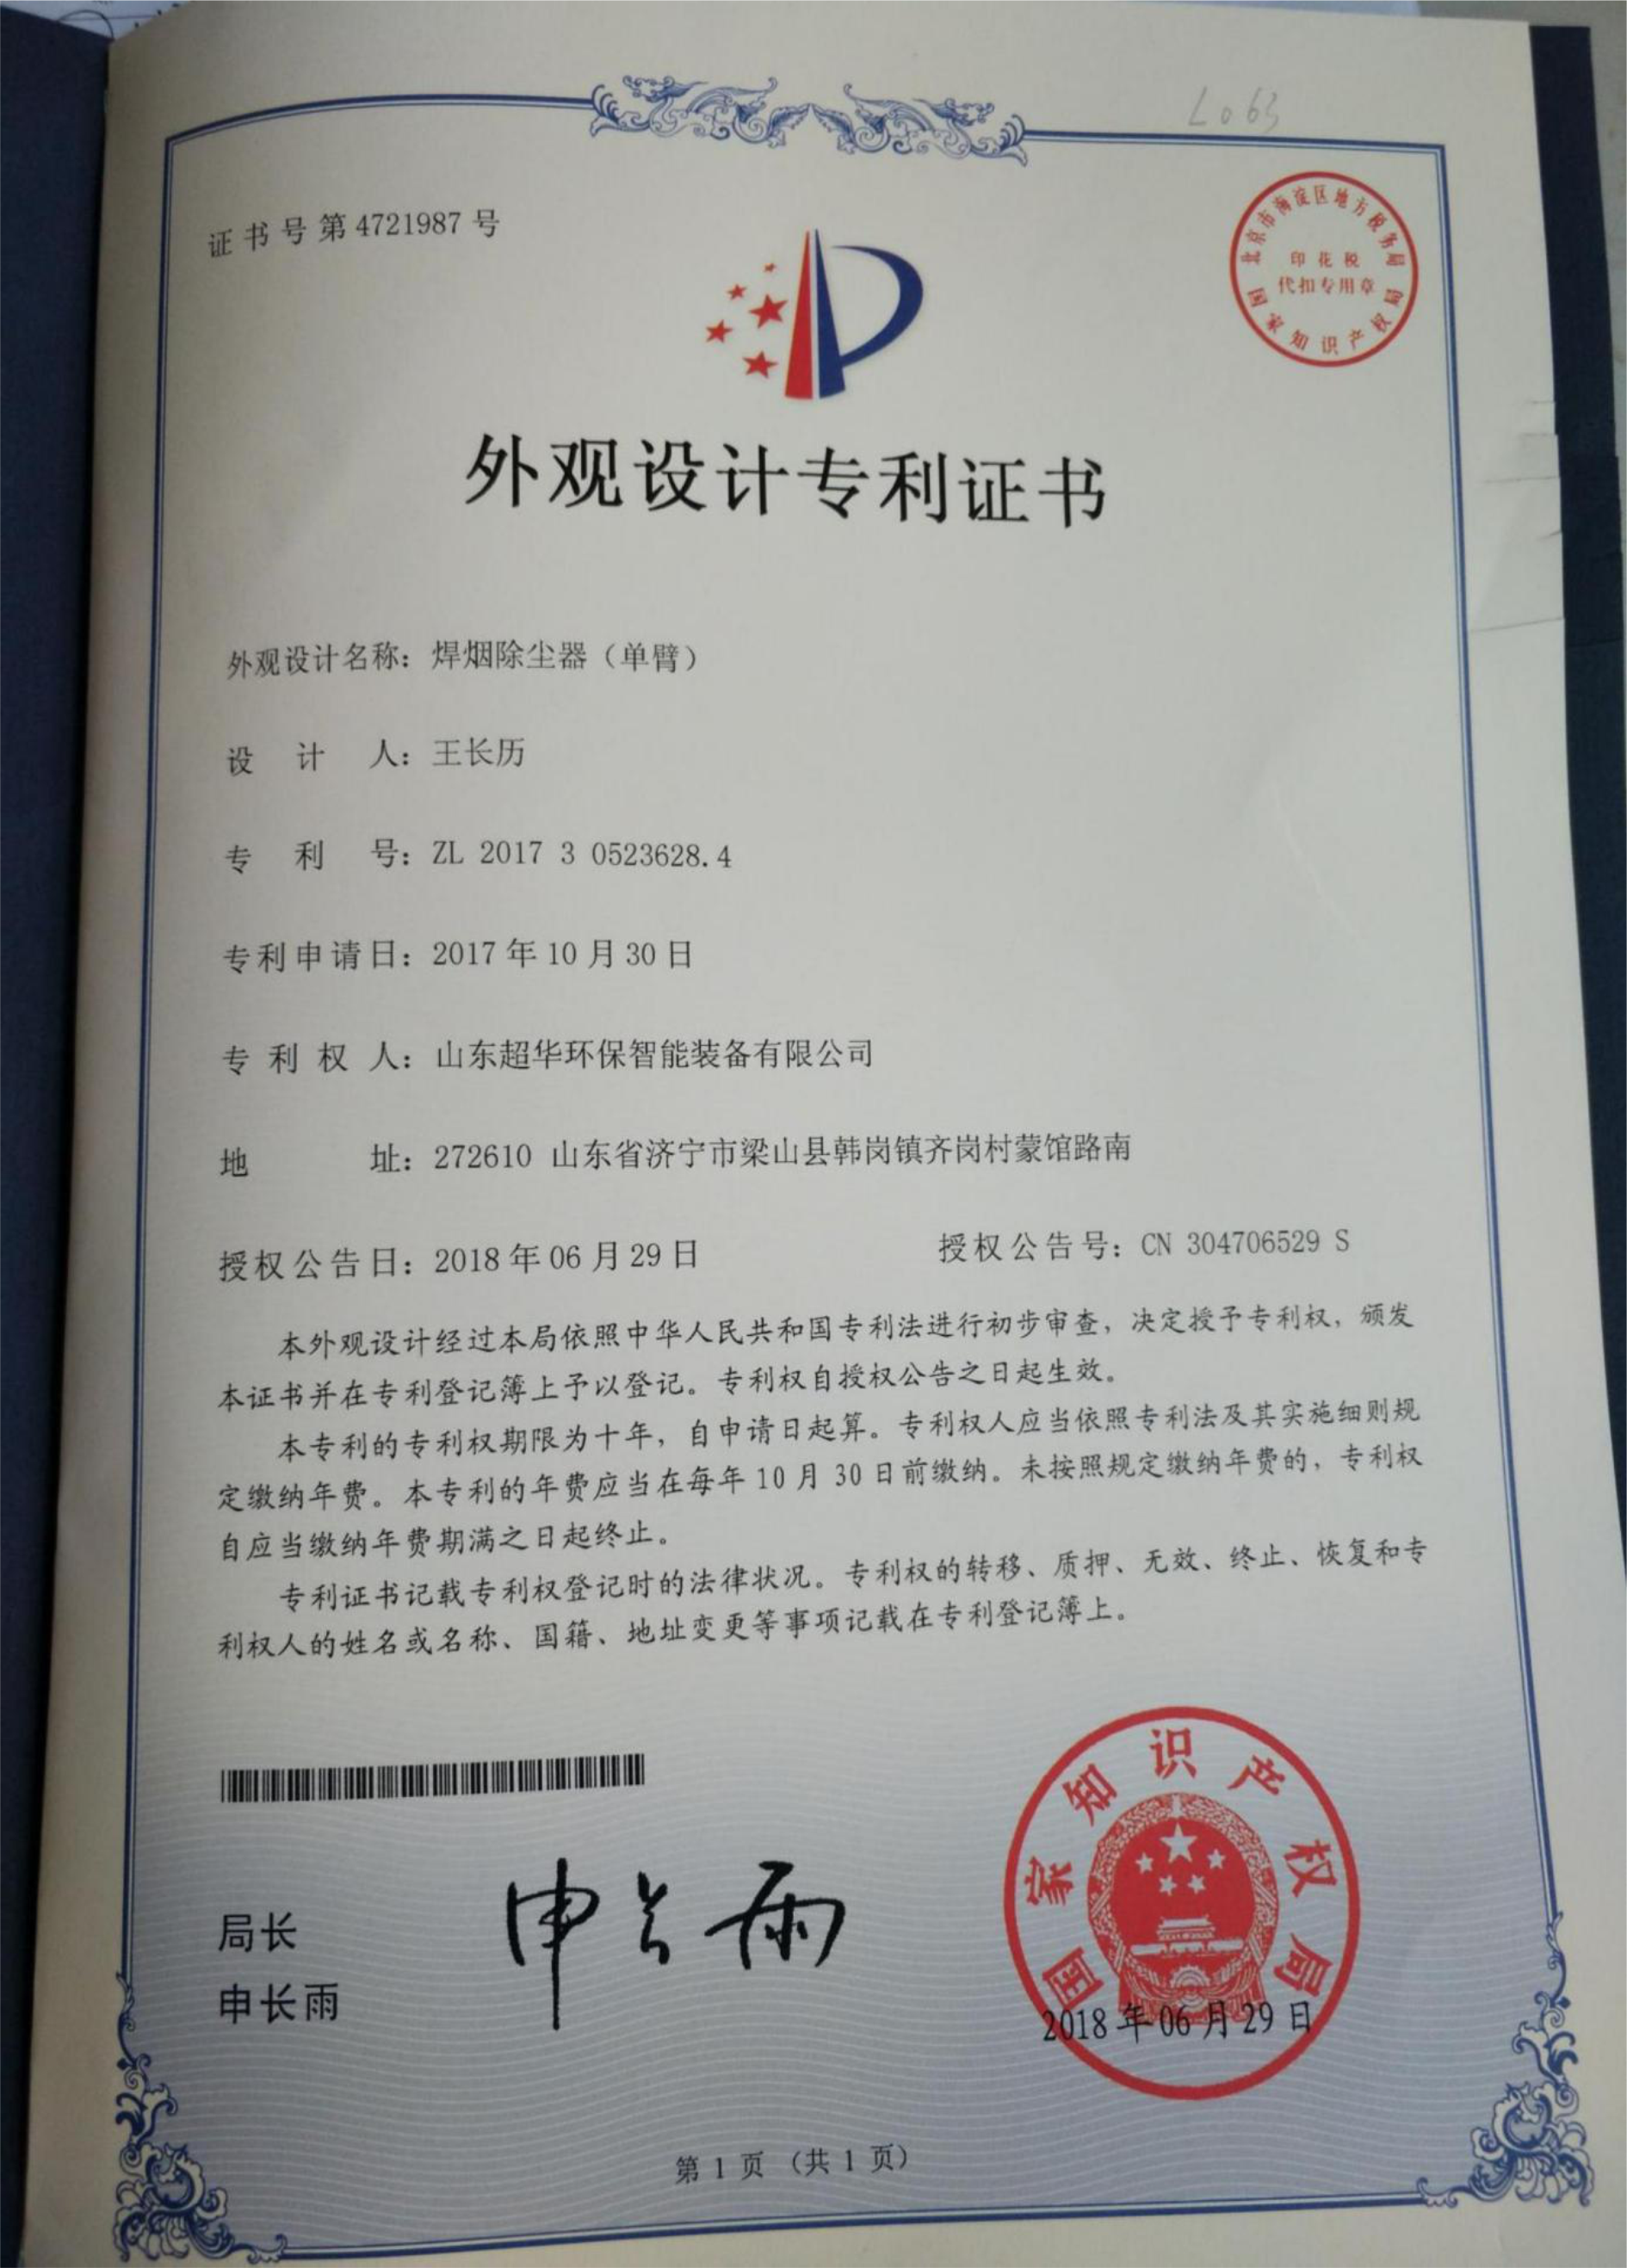 Lo63
证书号第4721987号
北京市海淀区地方税务局
印花税
代扣专用章
国家知识产权局
外观设计专利证书
外观设计名称：焊烟除尘器（单臂）
设计人：王长历
专利号：ZL 2017 3 0523628.4
专利申请日：2017年10月30日
专利权人：山东超华环保智能装备有限公司
地址：272610 山东省济宁市梁山县韩岗镇齐岗村蒙馆路南
授权公告日：2018年06月29日 授权公告号：CN 304706529 S
本外观设计经过本局依照中华人民共和国专利法进行初步审查，决定授予专利权，颁发
本证书并在专利登记簿上予以登记。专利权自授权公告之日起生效。
本专利的专利权期限为十年，自申请日起算。专利权人应当依照专利法及其实施细则规
定缴纳年费。本专利的年费应当在每年10月30日前缴纳。未按照规定缴纳年费的，专利权
自应当缴纳年费期满之日起终止。
专利证书记载专利权登记时的法律状况。专利权的转移、质押、无效、终止、恢复和专
利权人的姓名或名称、国籍、地址变更等事项记载在专利登记簿上。
局长
申长雨
申长雨
国家知识产权局
2018年06月29日
第1页（共1页）